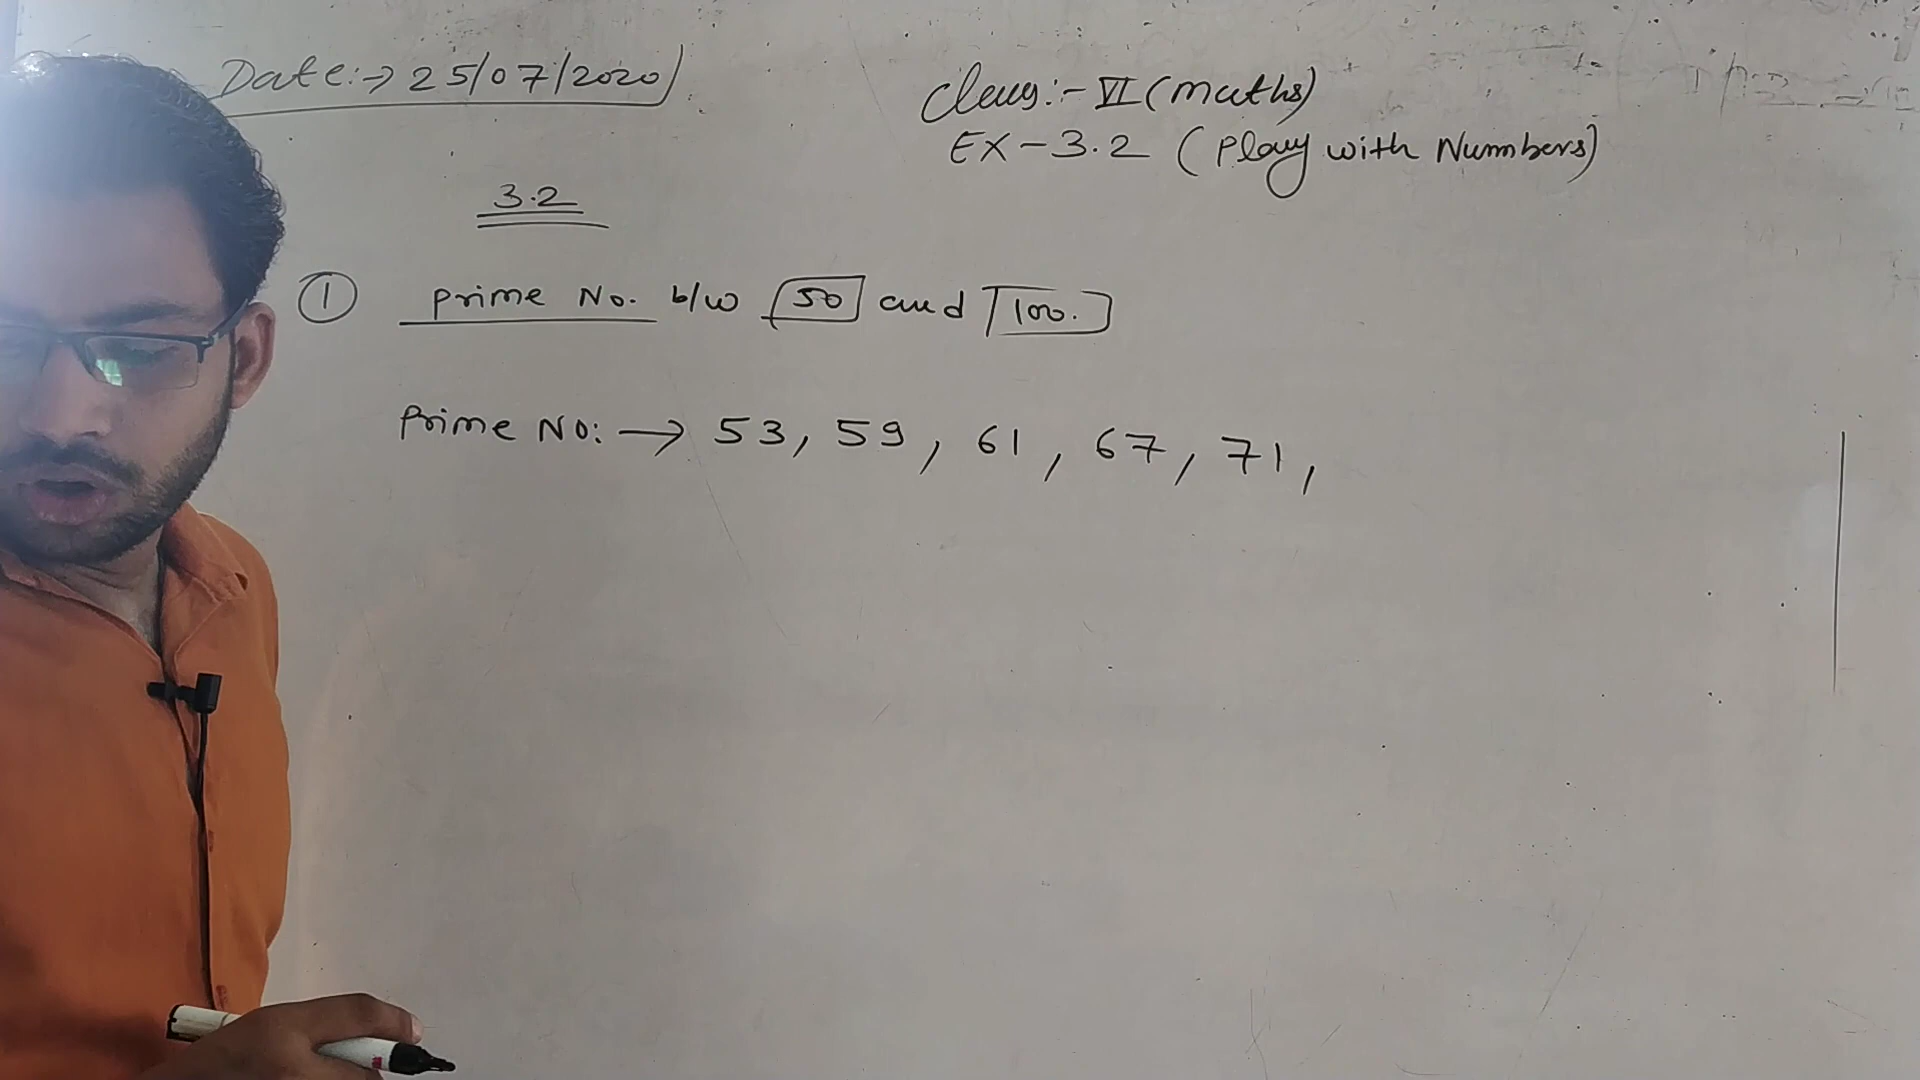 Date:→ 25/07/2020
Class:- VI (maths)
EX-3.2 (Play with Numbers)
3.2
① Prime No. b/w 50 and 100.
Prime No: → 53, 59, 61, 67, 71,